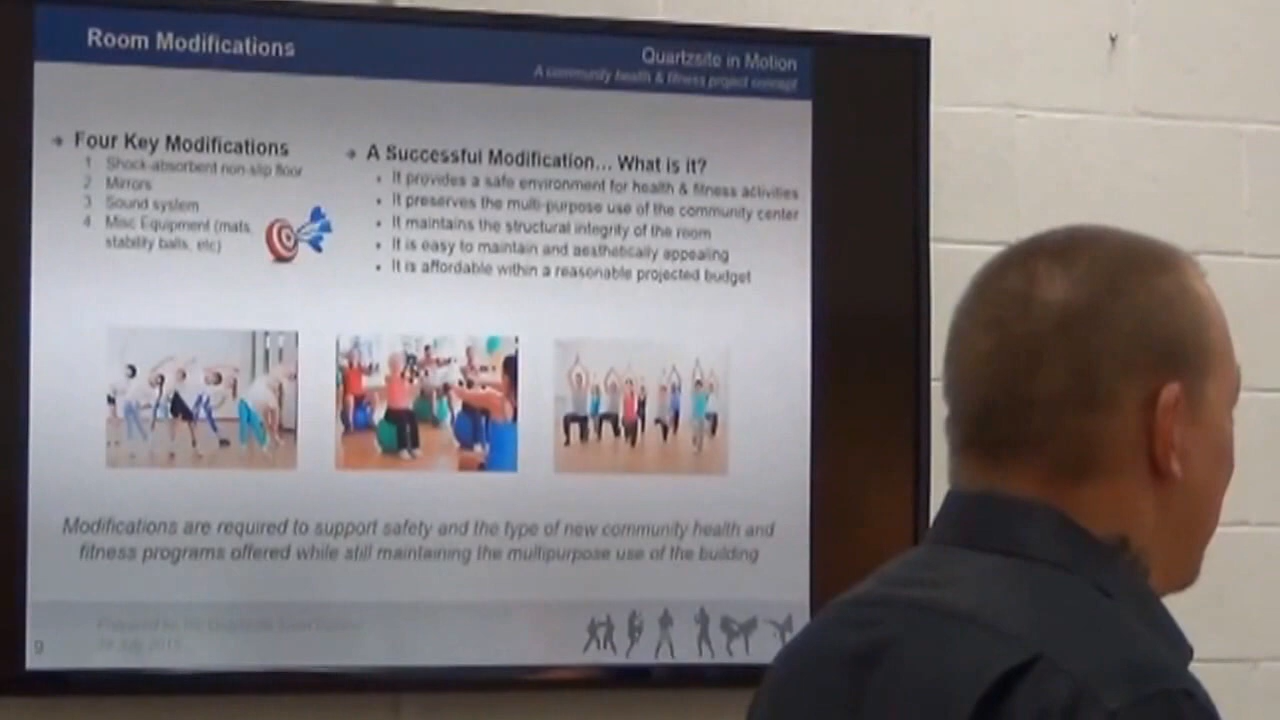 Room Modifications
Quartzsite in Motion
A community health & fitness project concept
Four Key Modifications
1 Shock-absorbent non-slip floor
2 Mirrors
3 Sound system
4 Misc Equipment (mats,
stability balls, etc)
A Successful Modification... What is it?
• It provides a safe environment for health & fitness activities
• It preserves the multi-purpose use of the community center
• It maintains the structural integrity of the room
• It is easy to maintain and aesthetically appealing
• It is affordable within a reasonable projected budget
Modifications are required to support safety and the type of new community health and
fitness programs offered while still maintaining the multipurpose use of the building
9